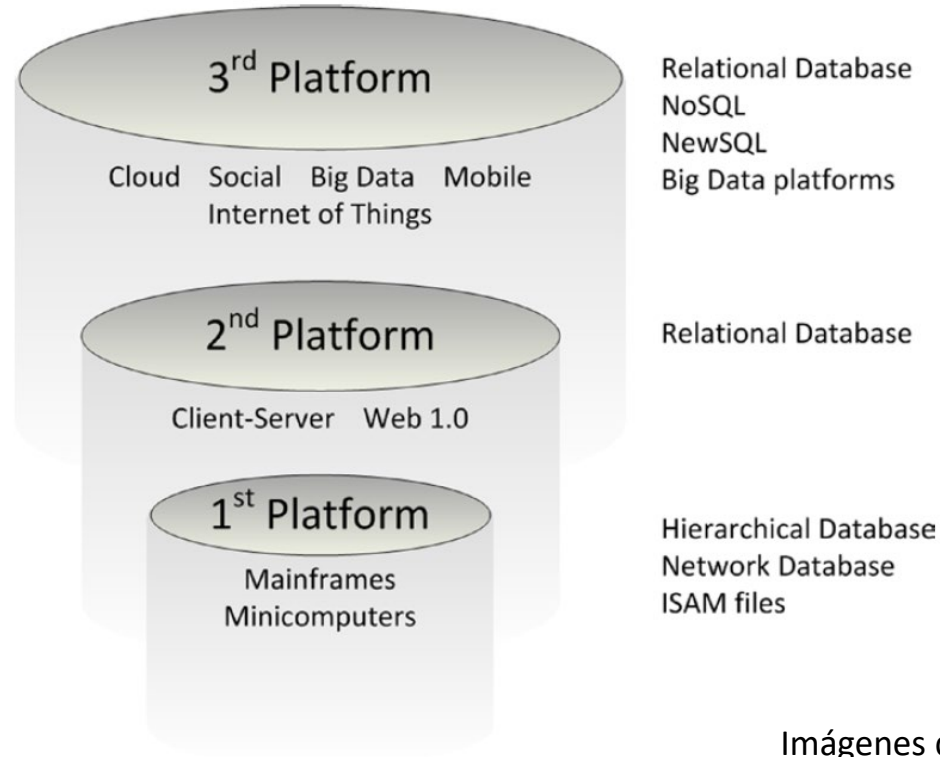 3rd Platform
Cloud Social Big Data Mobile
Internet of Things
Relational Database
NoSQL
NewSQL
Big Data platforms
2nd Platform
Client-Server Web 1.0
Relational Database
1st Platform
Mainframes
Minicomputers
Hierarchical Database
Network Database
ISAM files
Imágenes